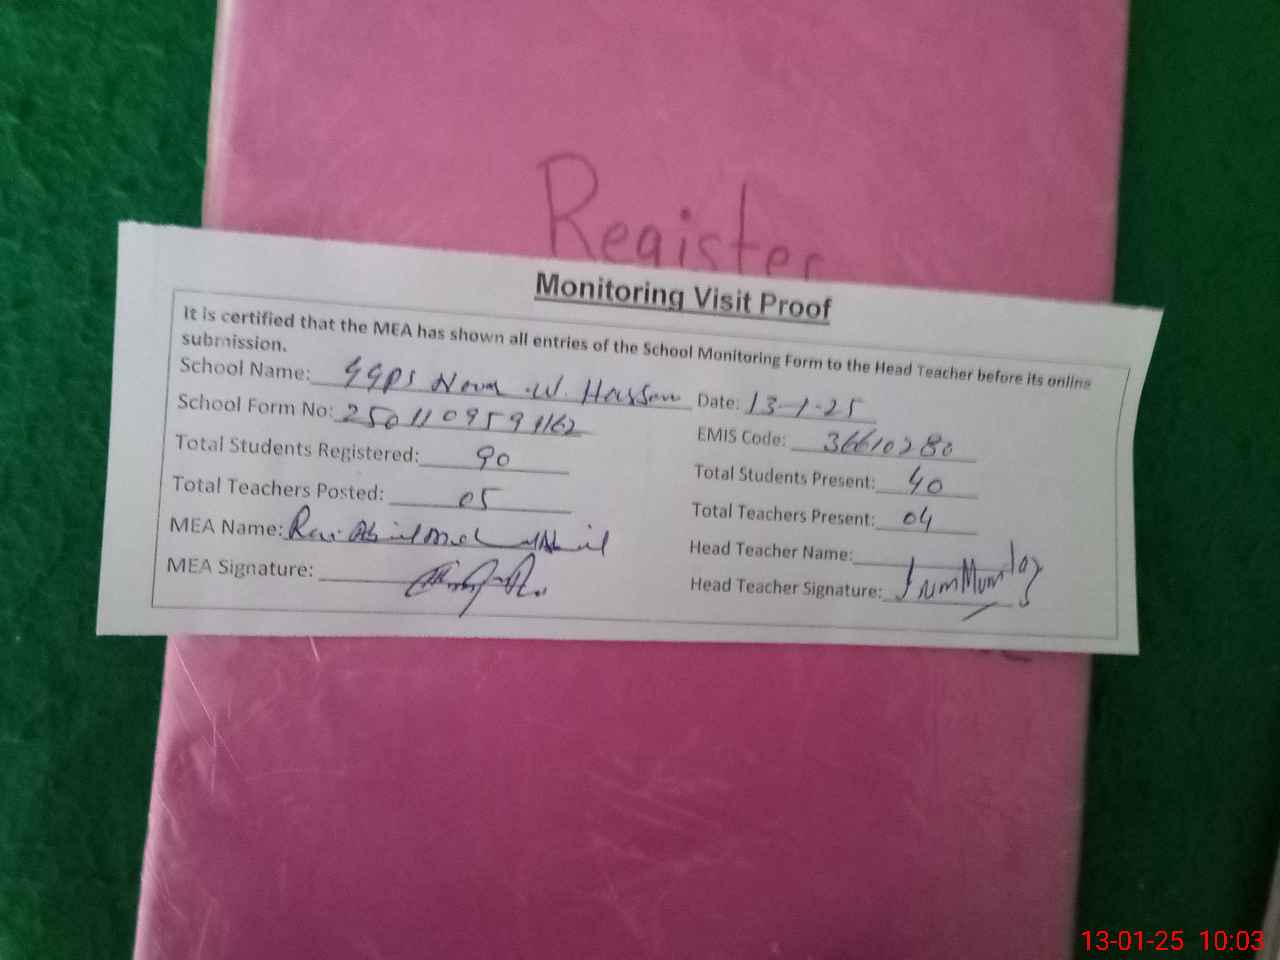 Register
Monitoring Visit Proof
It is certified that the MEA has shown all entries of the School Monitoring Form to the Head Teacher before its online
submission.
School Name: GGPS W. Hassan Date: 13-1-25
School Form No: EMIS Code: 36610280
Total Students Registered: 90 Total Students Present: 40
Total Teachers Posted: 05 Total Teachers Present: 04
MEA Name: Head Teacher Name:
MEA Signature: Head Teacher Signature:
13-01-25 10:03